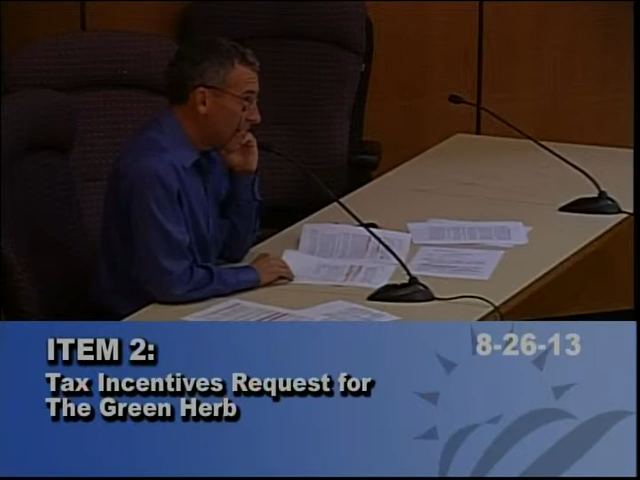 ITEM 2:
8-26-13
Tax Incentives Request for
The Green Herb